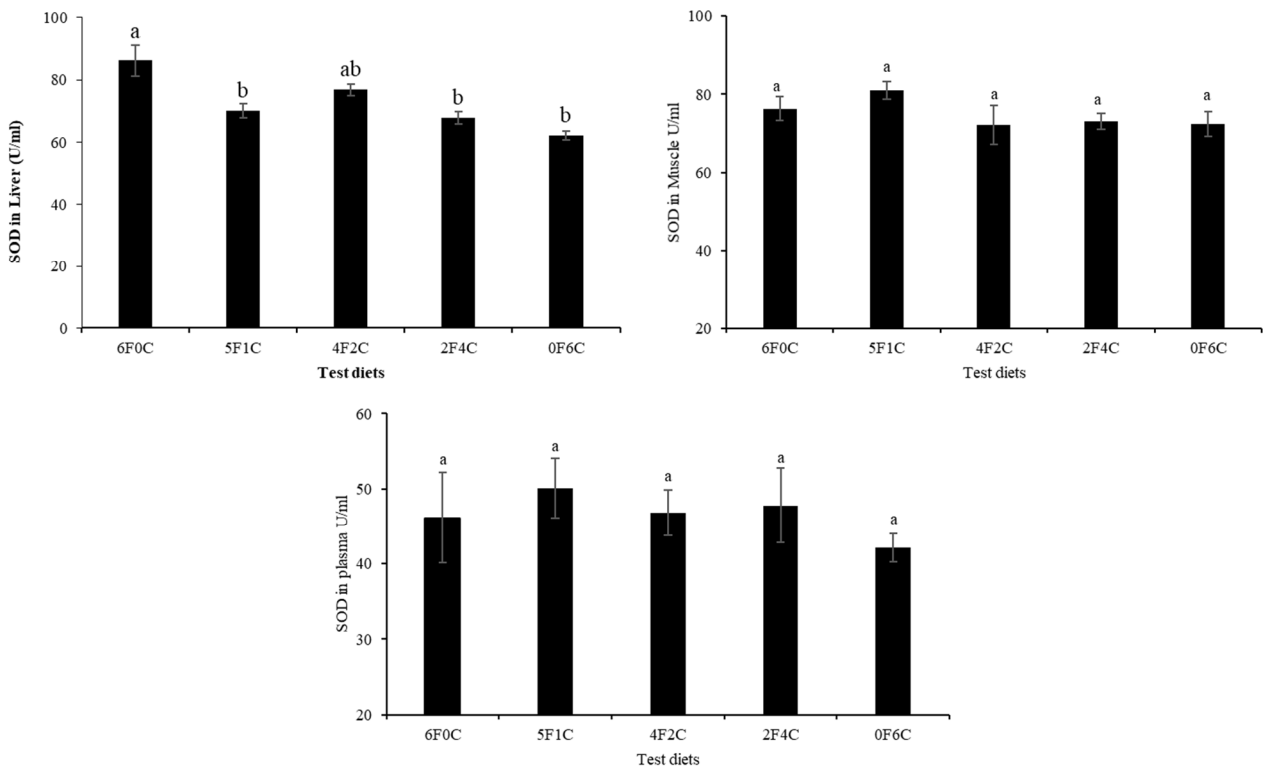 SOD in Liver (U/ml)
100
80
60
40
20
0
a
b
ab
b
b
6F0C 5F1C 4F2C 2F4C 0F6C
Test diets
SOD in Muscle U/ml
100
80
60
40
20
a
a
a
a
a
6F0C 5F1C 4F2C 2F4C 0F6C
Test diets
SOD in plasma U/ml
60
50
40
30
20
a
a
a
a
a
6F0C 5F1C 4F2C 2F4C 0F6C
Test diets